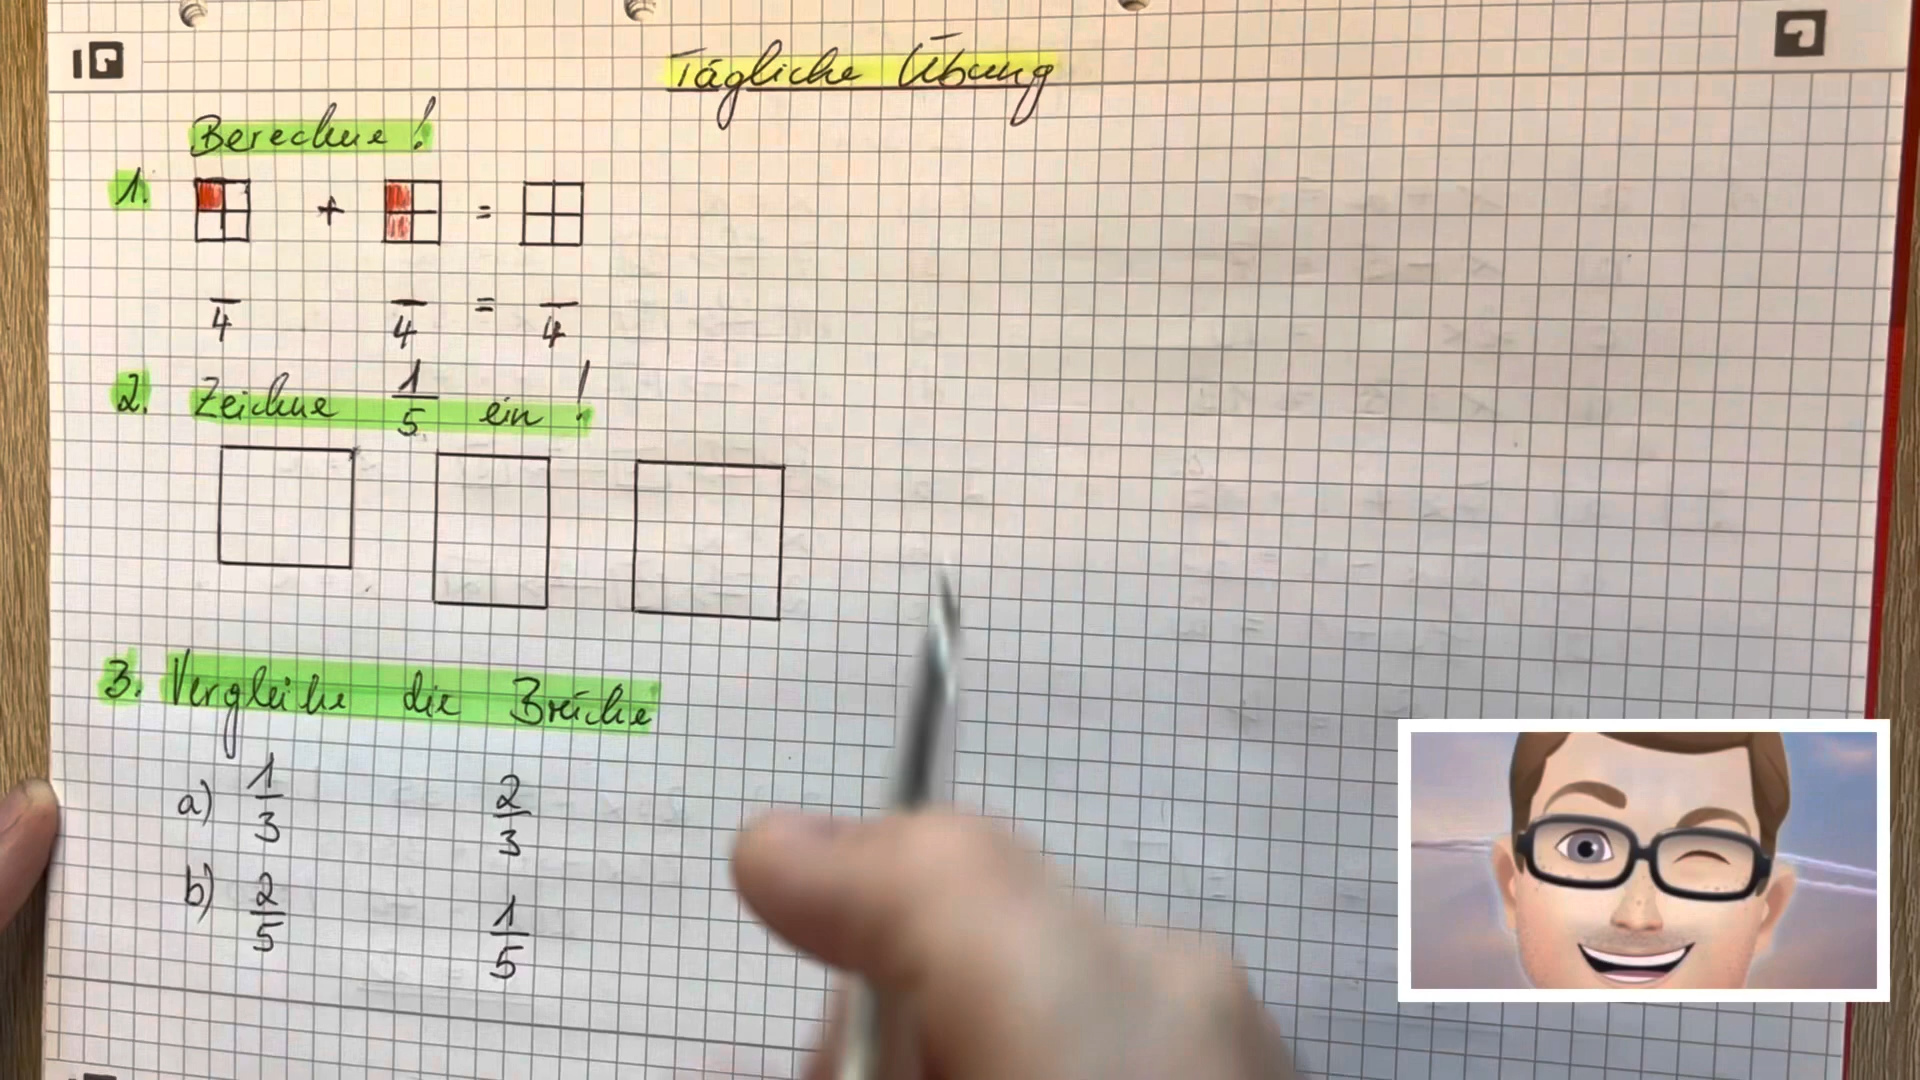 Tägliche Übung
Berechne!
1. + =
/4 + /4 = /4
2. Zeichne 1/5 ein!
3. Vergleiche die Brüche
a) 1/3 2/3
b) 2/5 1/5